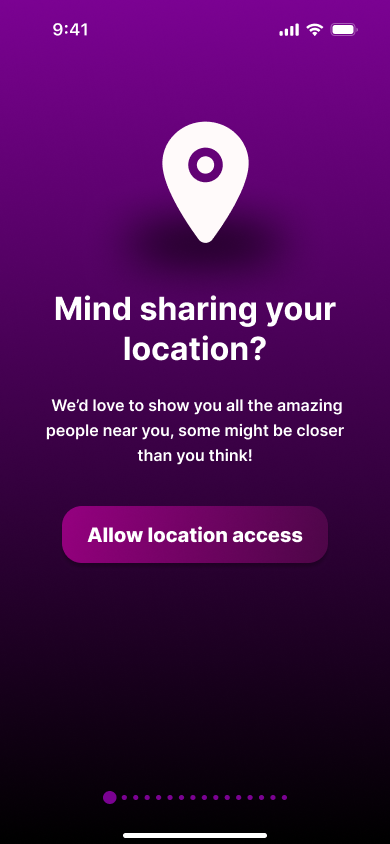 9:41
Mind sharing your
location?
We’d love to show you all the amazing
people near you, some might be closer
than you think!
Allow location access